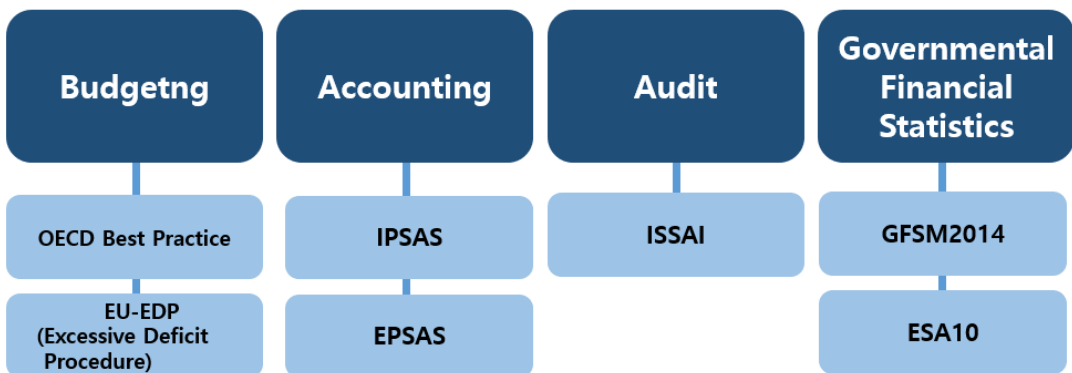 Budgetng
Accounting
Audit
Governmental
Financial
Statistics
OECD Best Practice
IPSAS
ISSAI
GFSM2014
EU-EDP
(Excessive Deficit
Procedure)
EPSAS
ESA10